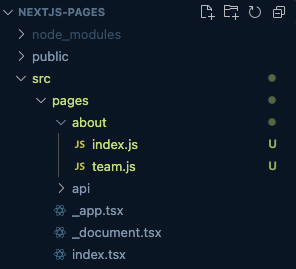 NEXTJS-PAGES
node_modules
public
src
pages
about
JS index.js U
JS team.js U
api
_app.tsx
_document.tsx
index.tsx